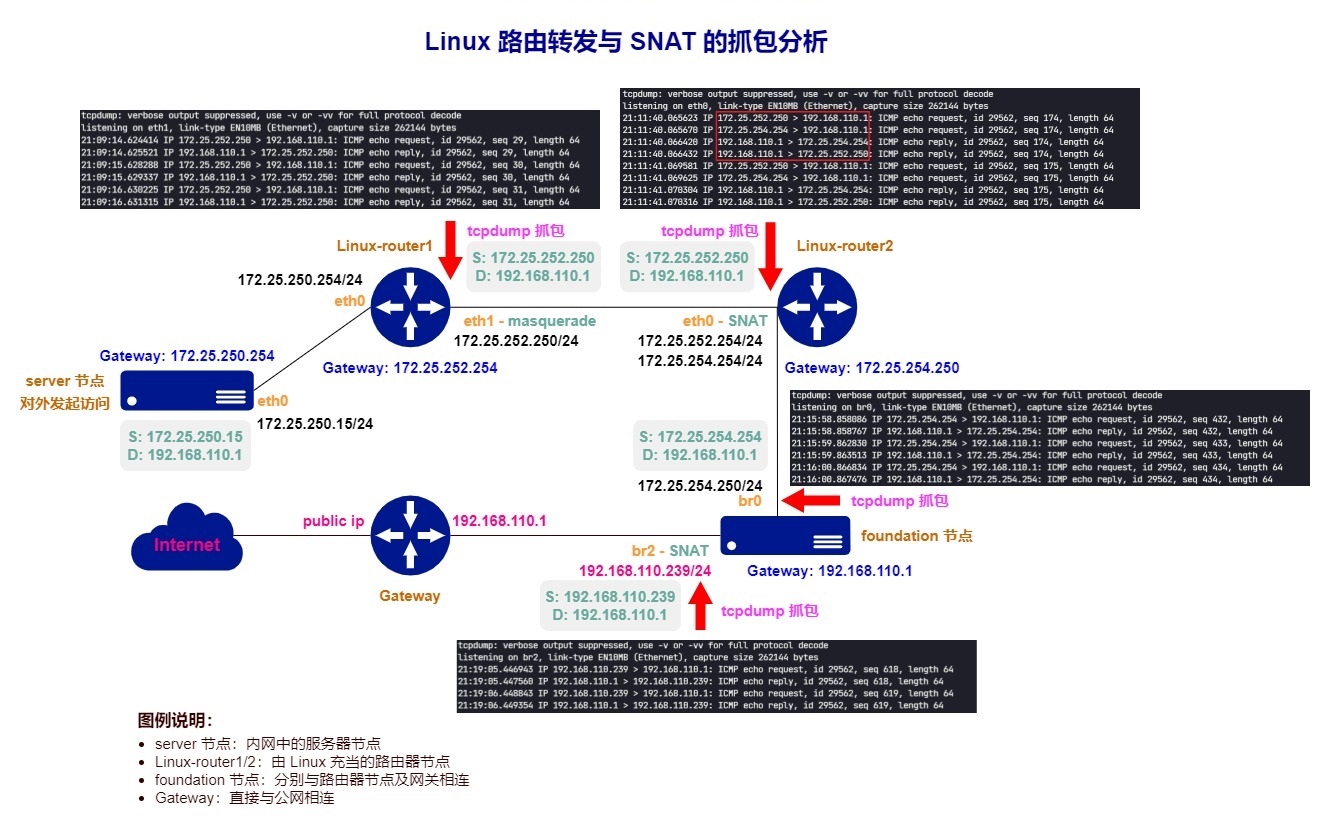 Linux 路由转发与 SNAT 的抓包分析
tcpdump: verbose output suppressed, use -v or -vv for full protocol decode
listening on eth1, link-type EN10MB (Ethernet), capture size 262144 bytes
21:09:14.624414 IP 172.25.252.250 > 192.168.110.1: ICMP echo request, id 29562, seq 29, length 64
21:09:14.625521 IP 192.168.110.1 > 172.25.252.250: ICMP echo reply, id 29562, seq 29, length 64
21:09:15.628288 IP 172.25.252.250 > 192.168.110.1: ICMP echo request, id 29562, seq 30, length 64
21:09:15.629337 IP 192.168.110.1 > 172.25.252.250: ICMP echo reply, id 29562, seq 30, length 64
21:09:16.630225 IP 172.25.252.250 > 192.168.110.1: ICMP echo request, id 29562, seq 31, length 64
21:09:16.631315 IP 192.168.110.1 > 172.25.252.250: ICMP echo reply, id 29562, seq 31, length 64
tcpdump: verbose output suppressed, use -v or -vv for full protocol decode
listening on eth0, link-type EN10MB (Ethernet), capture size 262144 bytes
21:11:40.065623 IP 172.25.252.250 > 192.168.110.1: ICMP echo request, id 29562, seq 174, length 64
21:11:40.065670 IP 172.25.254.254 > 192.168.110.1: ICMP echo request, id 29562, seq 174, length 64
21:11:40.066420 IP 192.168.110.1 > 172.25.254.254: ICMP echo reply, id 29562, seq 174, length 64
21:11:40.066432 IP 192.168.110.1 > 172.25.252.250: ICMP echo reply, id 29562, seq 174, length 64
21:11:41.069581 IP 172.25.252.250 > 192.168.110.1: ICMP echo request, id 29562, seq 175, length 64
21:11:41.069625 IP 172.25.254.254 > 192.168.110.1: ICMP echo request, id 29562, seq 175, length 64
21:11:41.070304 IP 192.168.110.1 > 172.25.254.254: ICMP echo reply, id 29562, seq 175, length 64
21:11:41.070316 IP 192.168.110.1 > 172.25.252.250: ICMP echo reply, id 29562, seq 175, length 64
tcpdump 抓包
tcpdump 抓包
Linux-router1
Linux-router2
S: 172.25.252.250
D: 192.168.110.1
S: 172.25.252.250
D: 192.168.110.1
172.25.250.254/24
eth0
eth1 - masquerade
172.25.252.250/24
eth0 - SNAT
172.25.252.254/24
172.25.254.254/24
Gateway: 172.25.250.254
Gateway: 172.25.252.254
Gateway: 172.25.254.250
server 节点
对外发起访问
eth0
172.25.250.15/24
S: 172.25.250.15
D: 192.168.110.1
tcpdump: verbose output suppressed, use -v or -vv for full protocol decode
listening on br0, link-type EN10MB (Ethernet), capture size 262144 bytes
21:15:58.858086 IP 172.25.254.254 > 192.168.110.1: ICMP echo request, id 29562, seq 432, length 64
21:15:58.858767 IP 192.168.110.1 > 172.25.254.254: ICMP echo reply, id 29562, seq 432, length 64
21:15:59.862830 IP 172.25.254.254 > 192.168.110.1: ICMP echo request, id 29562, seq 433, length 64
21:15:59.863513 IP 192.168.110.1 > 172.25.254.254: ICMP echo reply, id 29562, seq 433, length 64
21:16:00.866834 IP 172.25.254.254 > 192.168.110.1: ICMP echo request, id 29562, seq 434, length 64
21:16:00.867476 IP 192.168.110.1 > 172.25.254.254: ICMP echo reply, id 29562, seq 434, length 64
S: 172.25.254.254
D: 192.168.110.1
172.25.254.250/24
br0
tcpdump 抓包
Internet
public ip
192.168.110.1
Gateway
foundation 节点
br2 - SNAT
192.168.110.239/24
Gateway: 192.168.110.1
S: 192.168.110.239
D: 192.168.110.1
tcpdump 抓包
tcpdump: verbose output suppressed, use -v or -vv for full protocol decode
listening on br2, link-type EN10MB (Ethernet), capture size 262144 bytes
21:19:05.446943 IP 192.168.110.239 > 192.168.110.1: ICMP echo request, id 29562, seq 618, length 64
21:19:05.447560 IP 192.168.110.1 > 192.168.110.239: ICMP echo reply, id 29562, seq 618, length 64
21:19:06.448843 IP 192.168.110.239 > 192.168.110.1: ICMP echo request, id 29562, seq 619, length 64
21:19:06.449354 IP 192.168.110.1 > 192.168.110.239: ICMP echo reply, id 29562, seq 619, length 64
图例说明：
• server 节点：内网中的服务器节点
• Linux-router1/2：由 Linux 充当的路由器节点
• foundation 节点：分别与路由器节点及网关相连
• Gateway：直接与公网相连